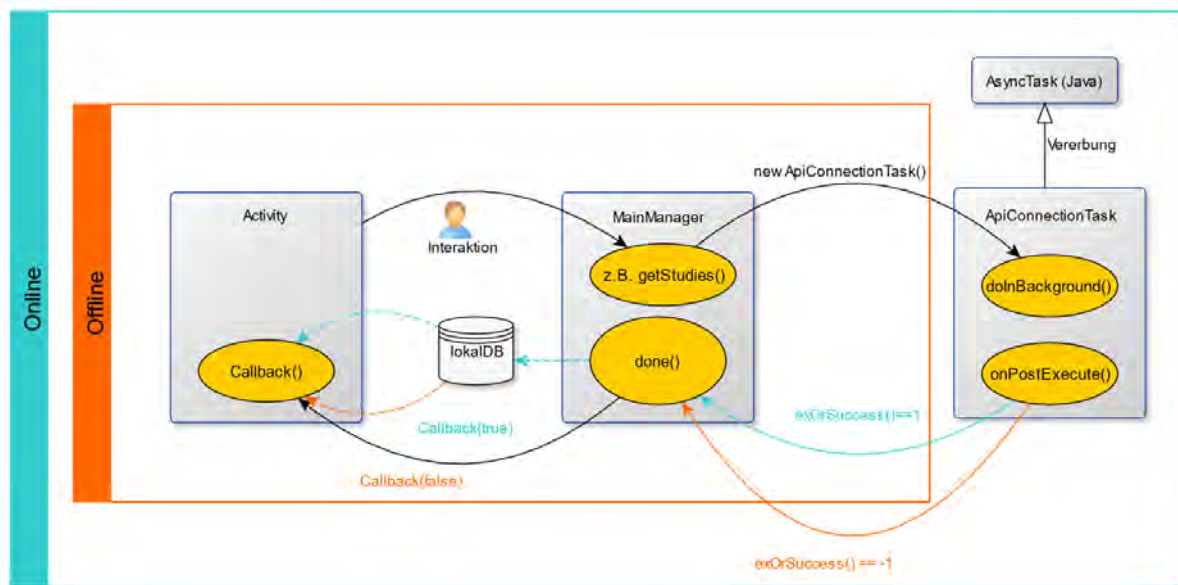 Online
Offline
AsyncTask (Java)
Vererbung
new ApiConnectionTask()
Activity
Interaktion
MainManager
ApiConnectionTask
z.B. getStudies()
doInBackground()
lokalDB
Callback()
done()
onPostExecute()
exOrSuccess()==1
Callback(true)
Callback(false)
exOrSuccess() == -1